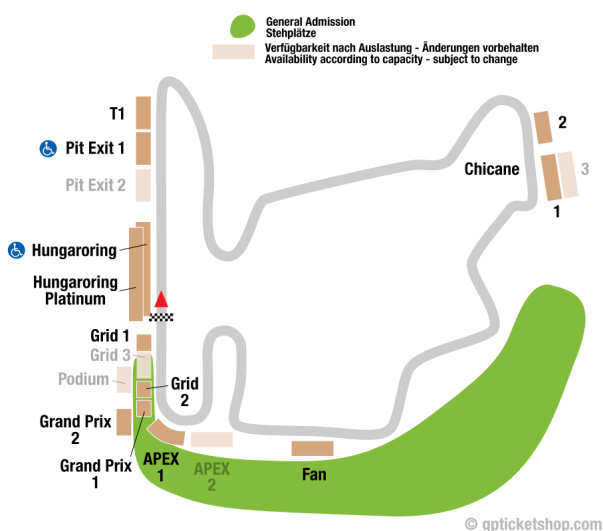 General Admission
Stehplätze
Verfügbarkeit nach Auslastung - Änderungen vorbehalten
Availability according to capacity - subject to change
T1
Pit Exit 1
Pit Exit 2
Hungaroring
Hungaroring
Platinum
Grid 1
Grid 3
Podium
Grid
2
Grand Prix
2
Grand Prix
1
APEX
1
APEX
2
Fan
Chicane
2
3
1
© gpticketshop.com